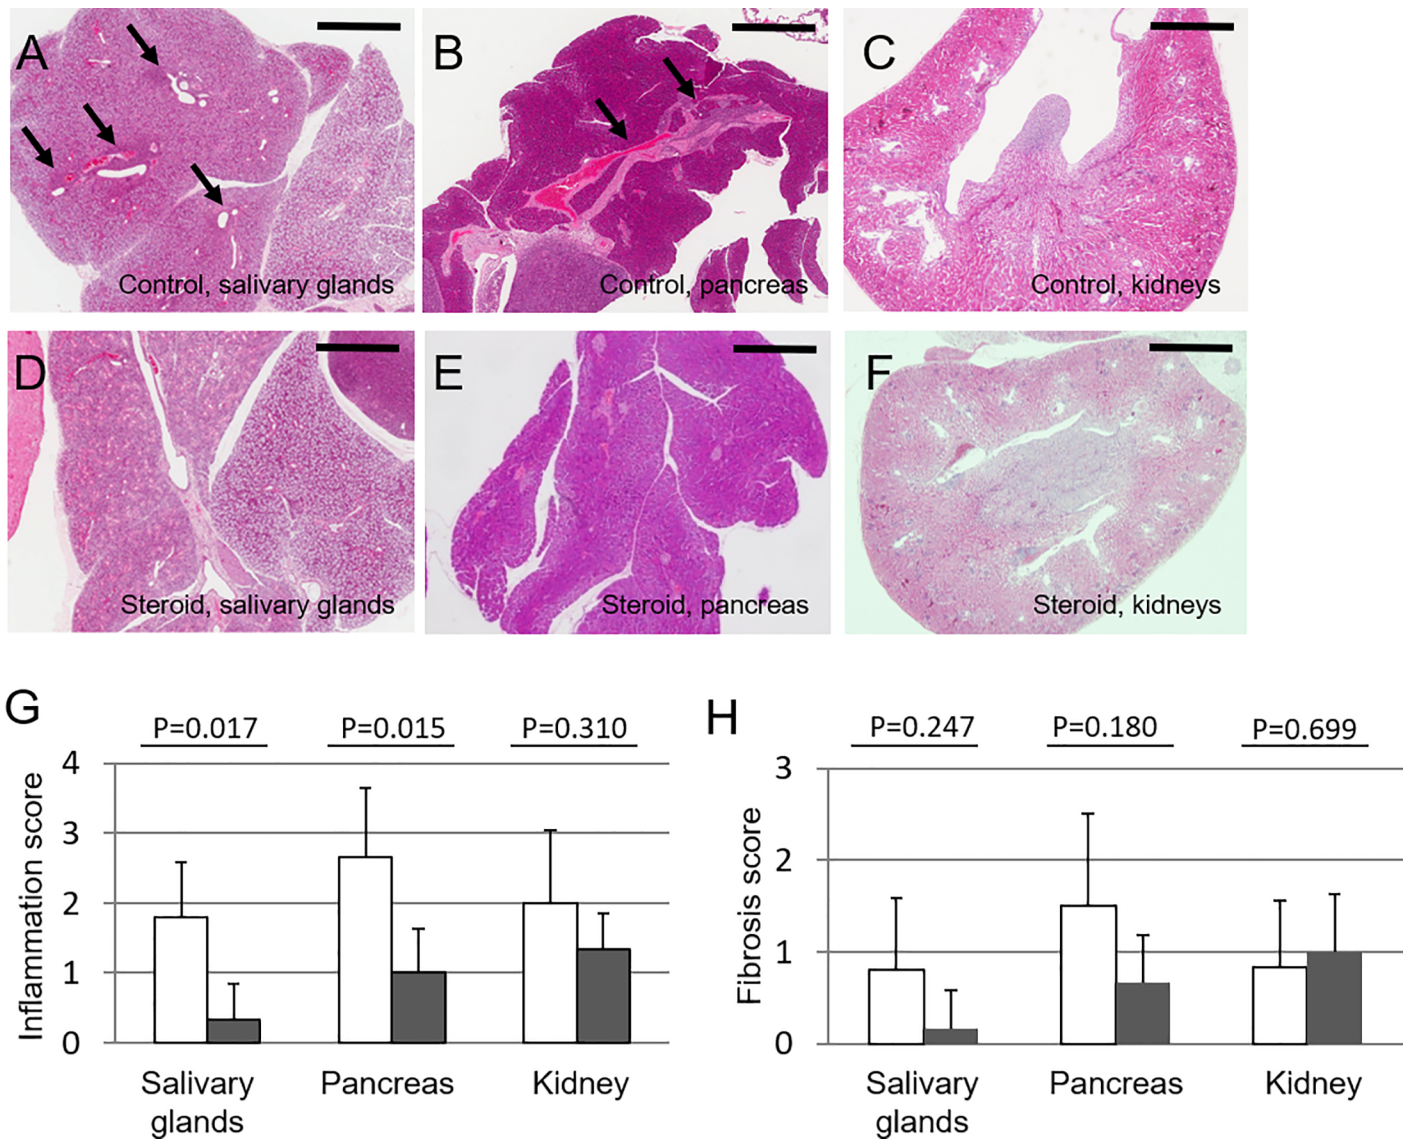 A
Control, salivary glands
B
Control, pancreas
C
Control, kidneys
D
Steroid, salivary glands
E
Steroid, pancreas
F
Steroid, kidneys
G
P=0.017 P=0.015 P=0.310
Inflammation score
4
3
2
1
0
Salivary glands
Pancreas
Kidney
H
P=0.247 P=0.180 P=0.699
Fibrosis score
3
2
1
0
Salivary glands
Pancreas
Kidney